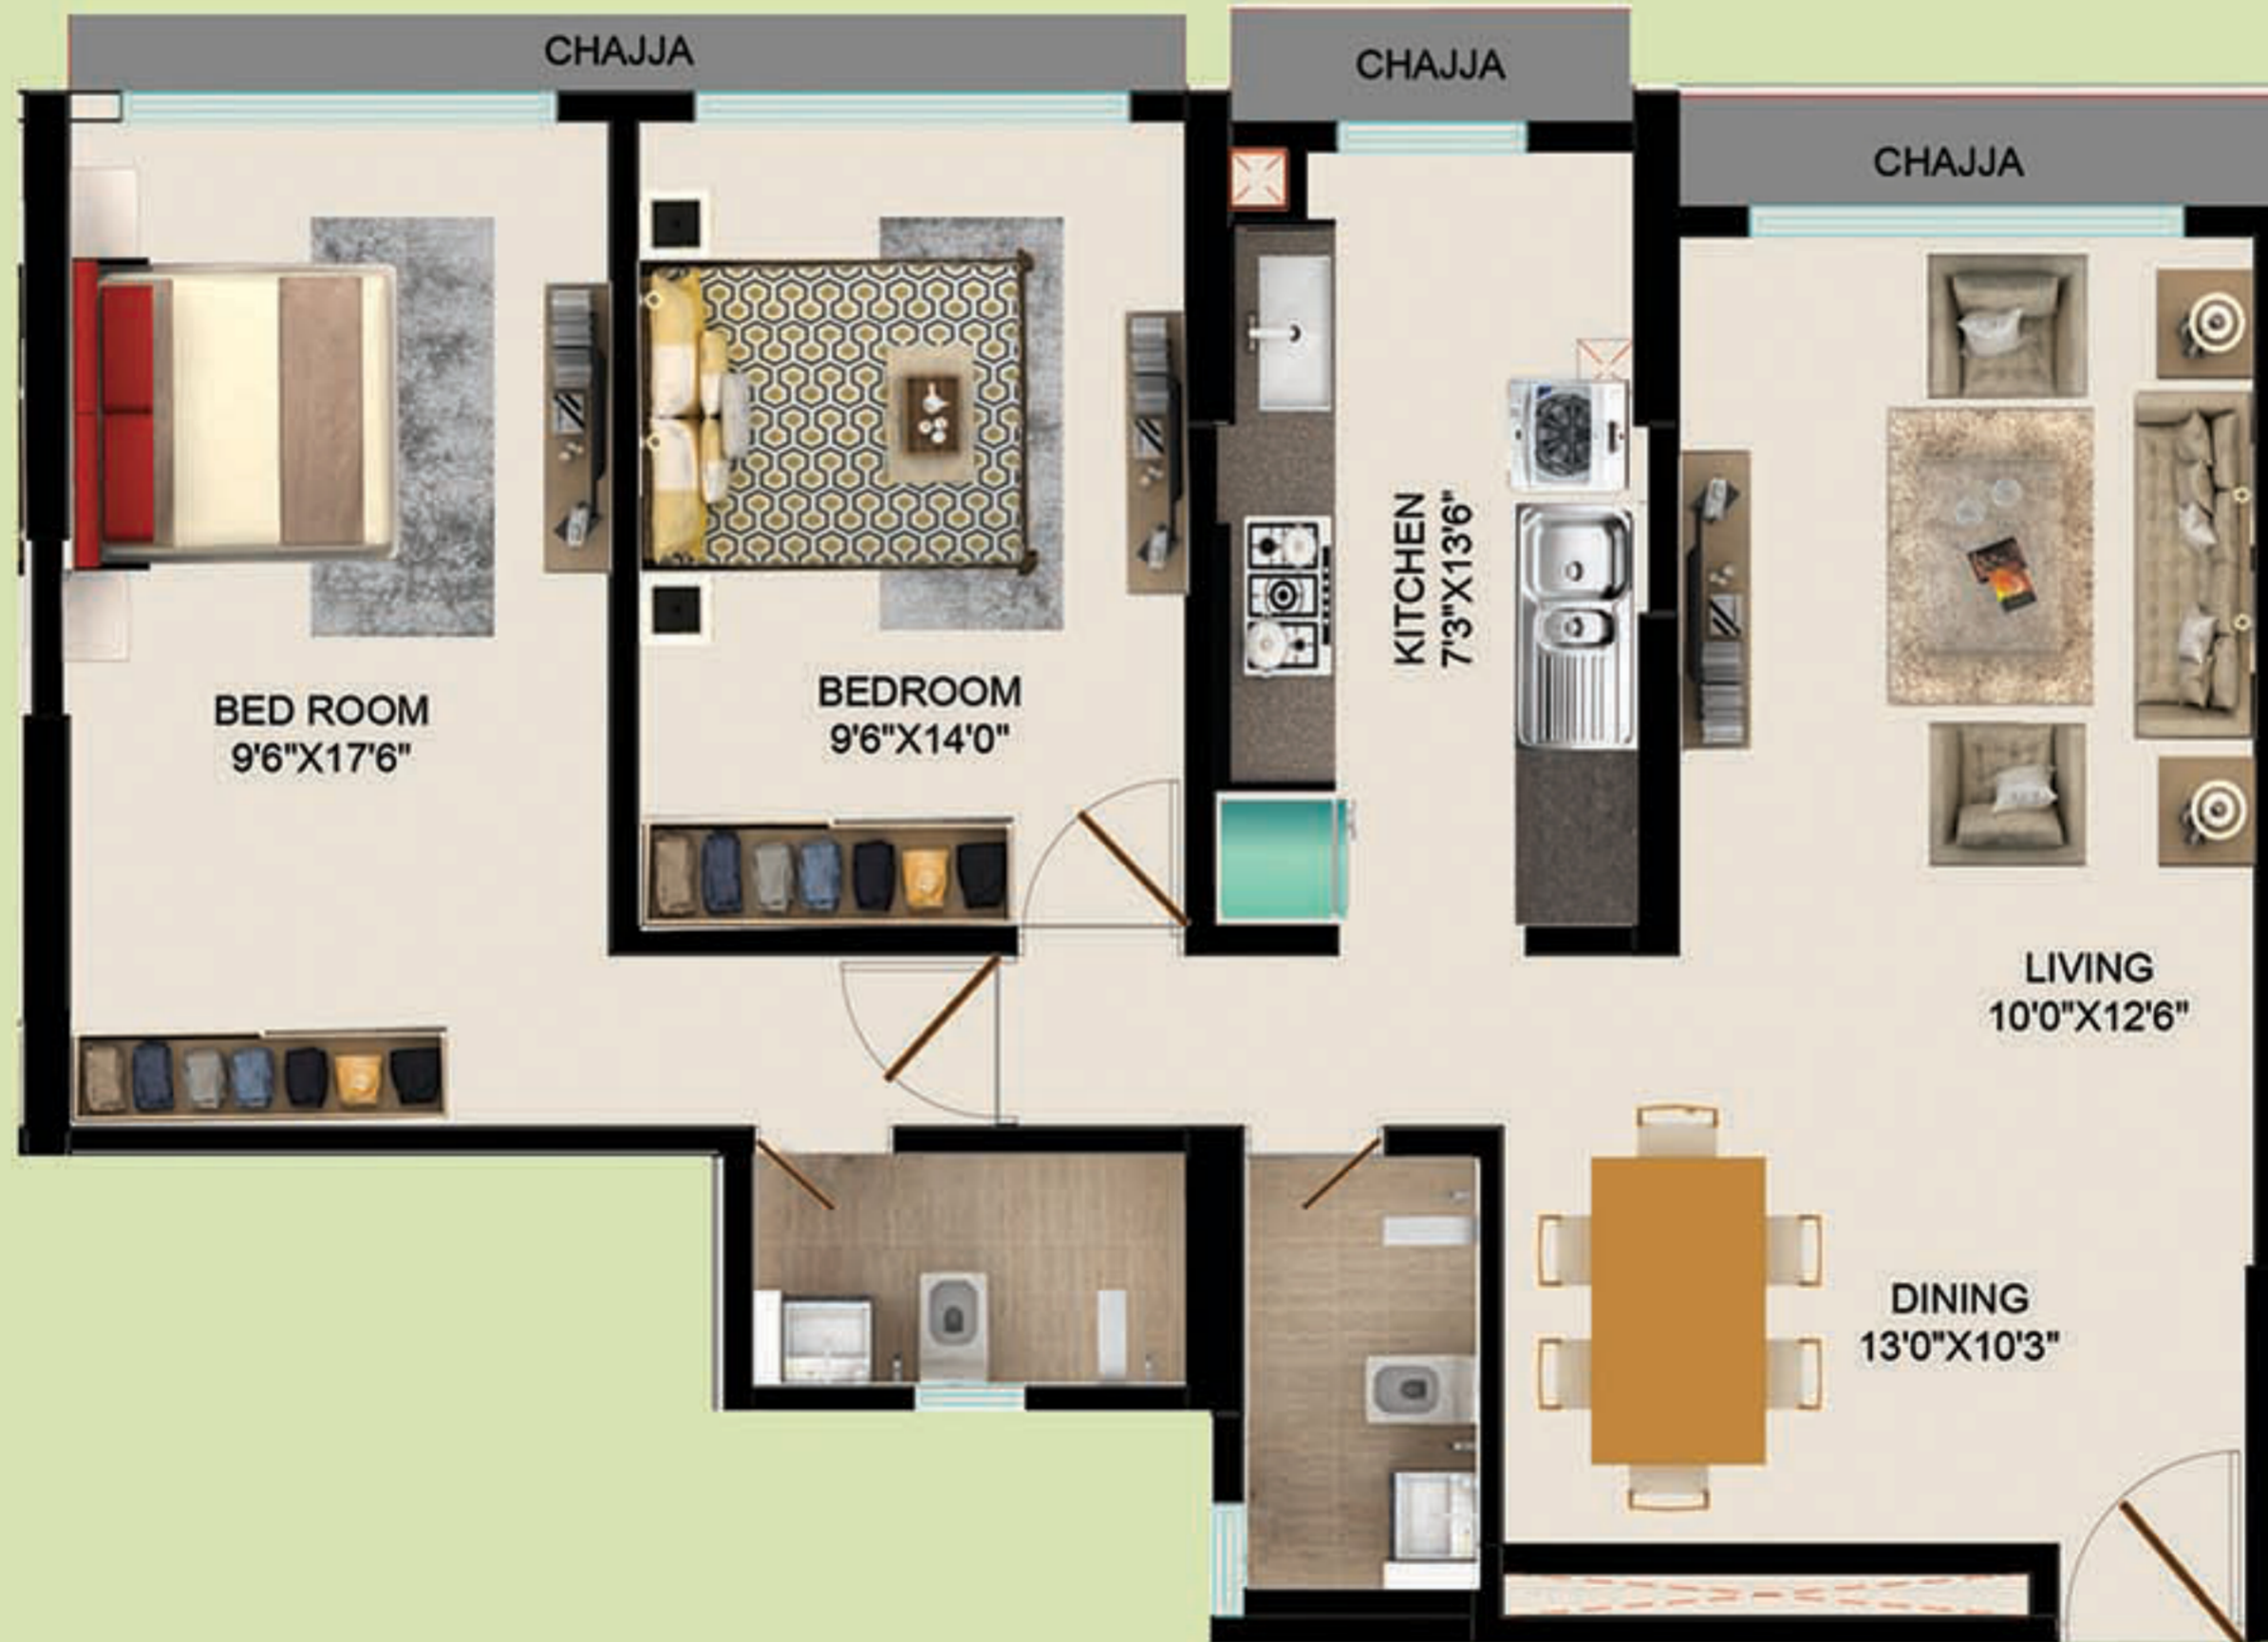 CHAJJA
CHAJJA
CHAJJA
BED ROOM
9'6"X17'6"
BEDROOM
9'6"X14'0"
KITCHEN
7'3"X13'6"
LIVING
10'0"X12'6"
DINING
13'0"X10'3"